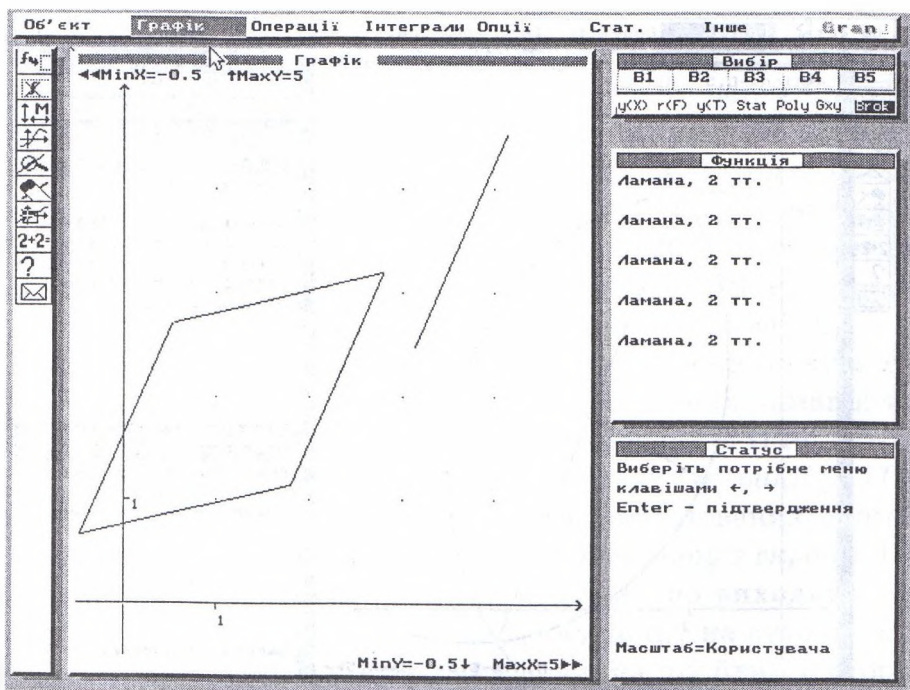 Об'єкт Графік Операції Інтеграли Опції Стат. Інше Gran1
Графік
◄◄MinX=-0.5 ↑MaxY=5
1
1
MinY=-0.5↓ MaxX=5►►
2+2=
?
Вибір
B1 B2 B3 B4 B5
y(X) r(F) y(T) Stat Poly Gxy Brok
Функція
Ламана, 2 тт.
Ламана, 2 тт.
Ламана, 2 тт.
Ламана, 2 тт.
Ламана, 2 тт.
Статус
Виберіть потрібне меню
клавішами ←, →
Enter - підтвердження
Масштаб=Користувача